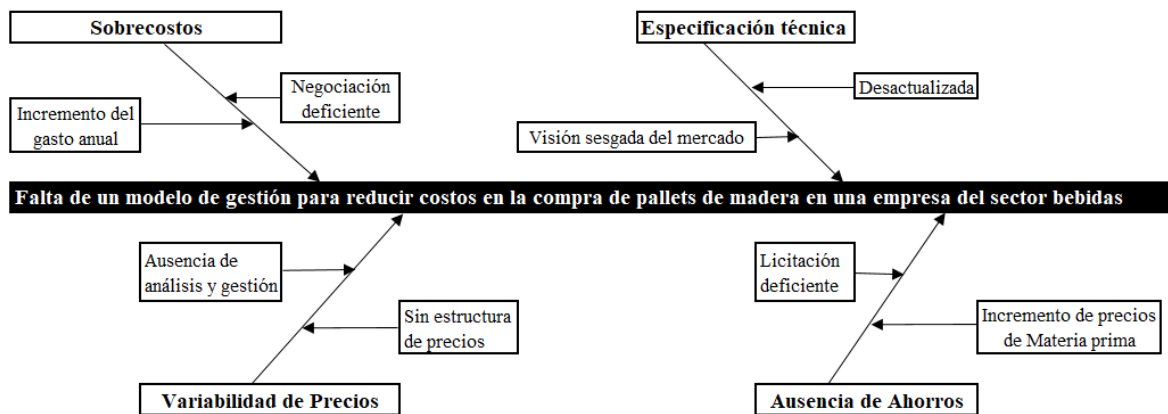 Sobrecostos
Especificación técnica
Negociación
deficiente
Desactualizada
Incremento del
gasto anual
Visión sesgada del mercado
Falta de un modelo de gestión para reducir costos en la compra de pallets de madera en una empresa del sector bebidas
Ausencia de
análisis y gestión
Licitación
deficiente
Sin estructura
de precios
Incremento de precios
de Materia prima
Variabilidad de Precios
Ausencia de Ahorros